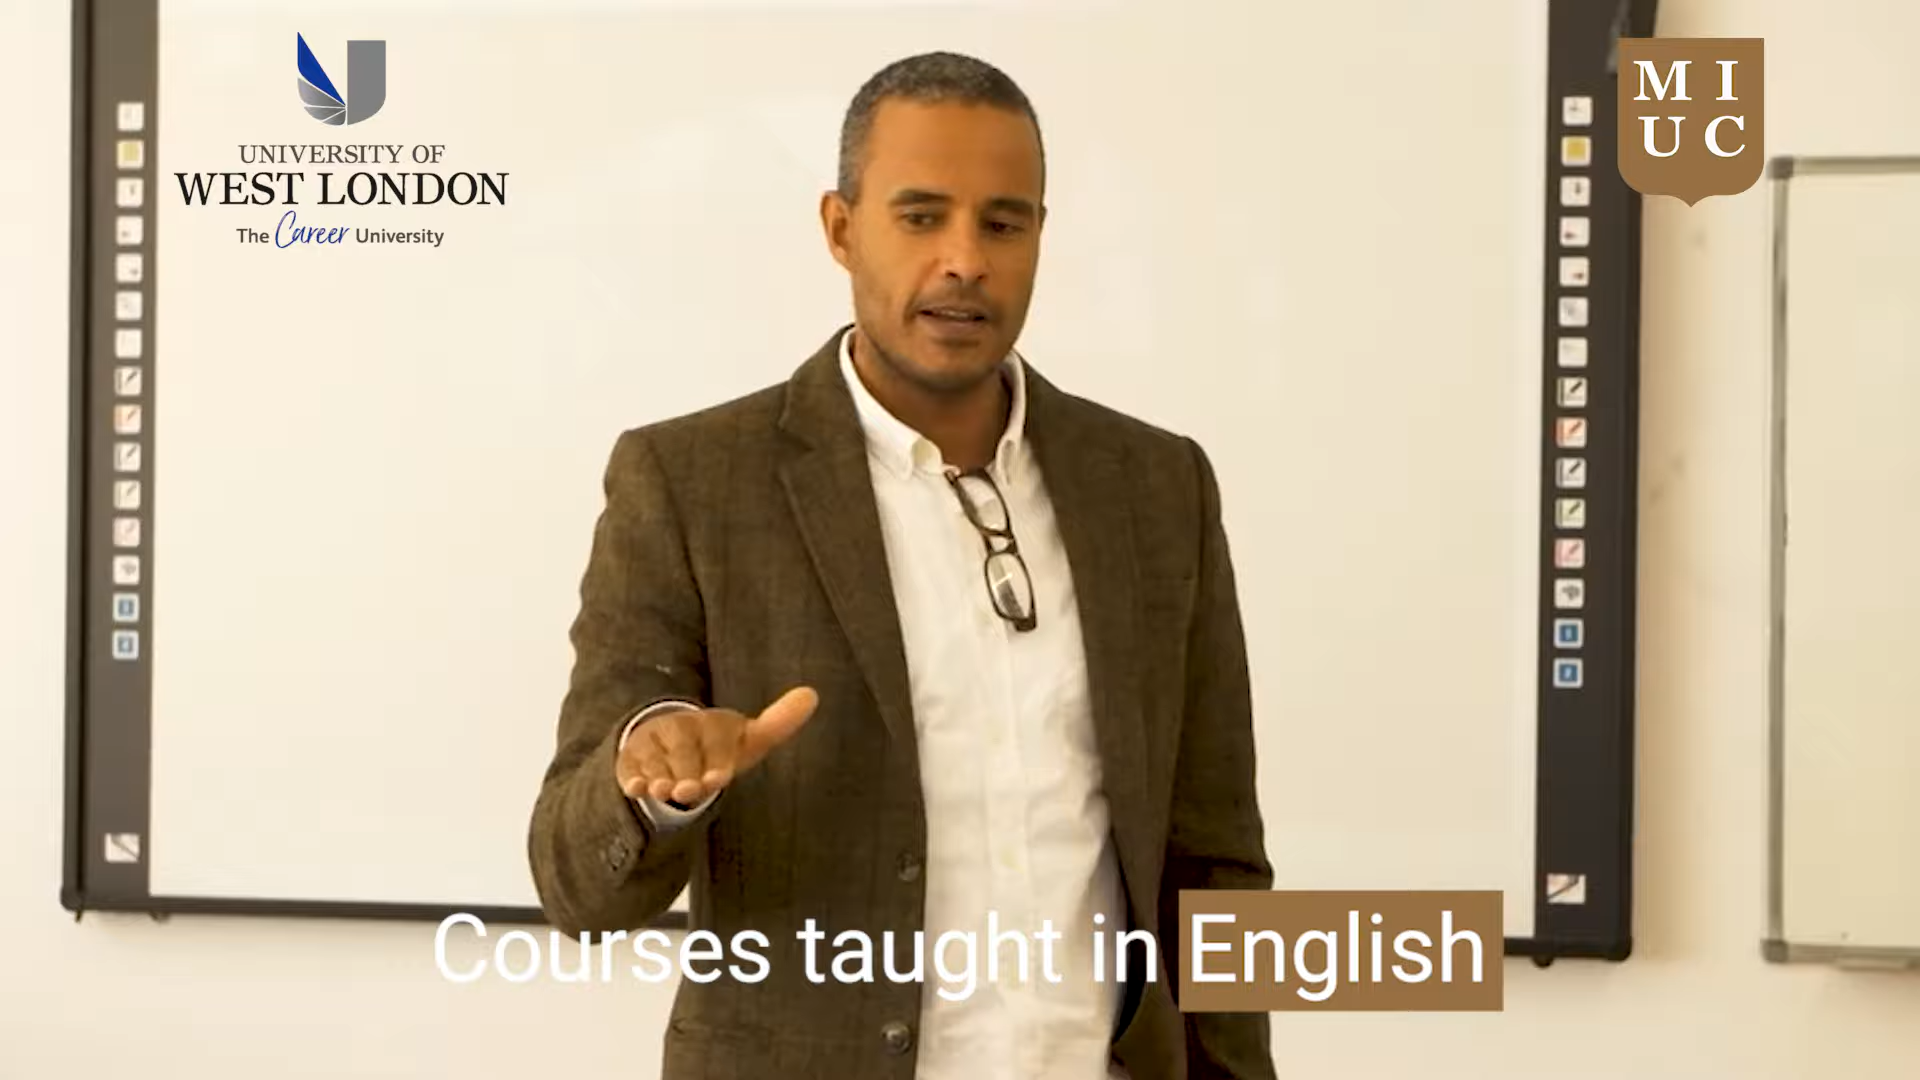 UNIVERSITY OF
WEST LONDON
The Career University
M I
U C
Courses taught in English